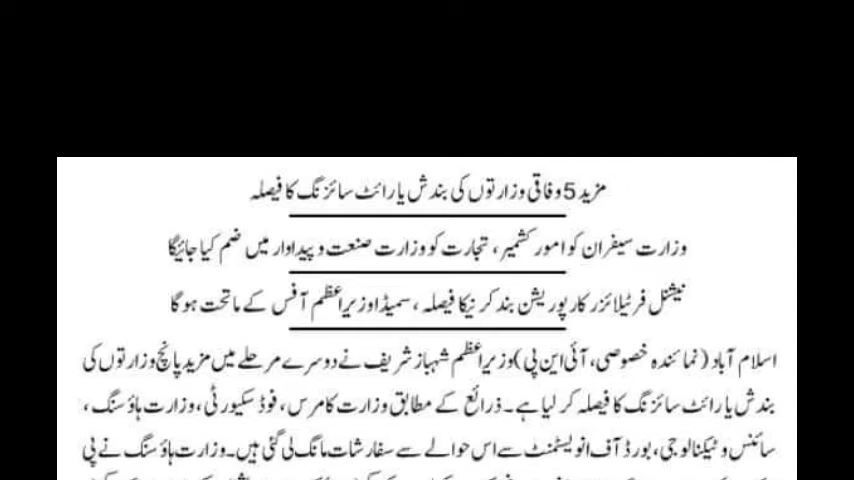 مزید 5 وفاقی وزارتوں کی بندش یا رائٹ سائزنگ کا فیصلہ
وزارت سیفران کو امور کشمیر، تجارت کو وزارت صنعت و پیداوار میں ضم کیا جائیگا
نیشنل فرٹیلائزر کارپوریشن بند کرنیکا فیصلہ، سمیڈا وزیراعظم آفس کے ماتحت ہوگا
اسلام آباد (نمائندہ خصوصی، آئی این پی) وزیراعظم شہباز شریف نے دوسرے مرحلے میں مزید پانچ وزارتوں کی
بندش یا رائٹ سائزنگ کا فیصلہ کر لیا ہے۔ ذرائع کے مطابق وزارت کامرس، فوڈ سکیورٹی، وزارت ہاؤسنگ،
سائنس و ٹیکنالوجی، بورڈ آف انویسٹمنٹ سے اس حوالے سے سفارشات مانگ لی گئی ہیں۔ وزارت ہاؤسنگ نے پی